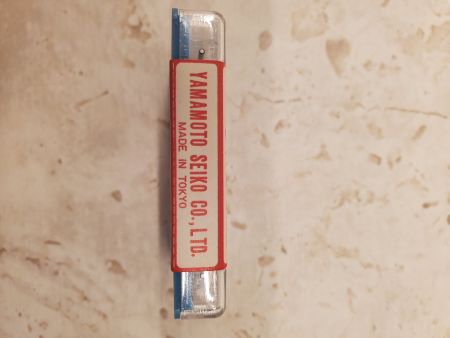 YAMAMOTO SEIKO CO., LTD.
MADE IN TOKYO